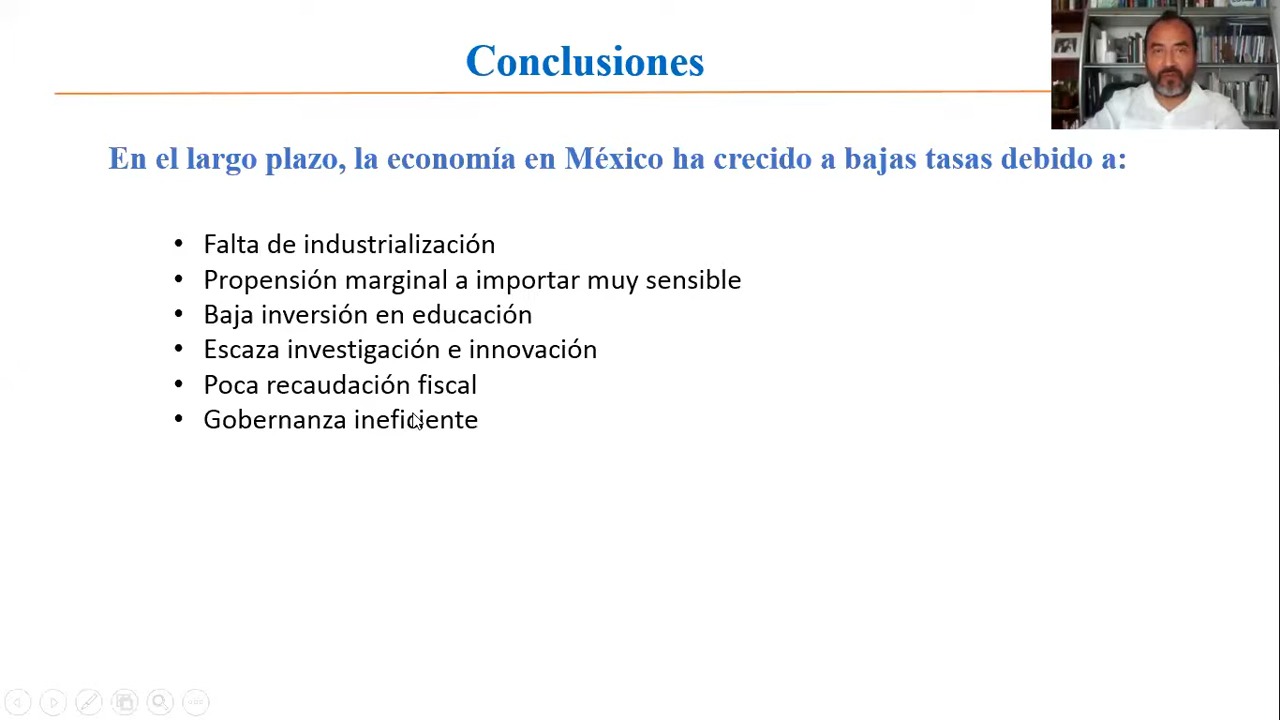 Conclusiones
En el largo plazo, la economía en México ha crecido a bajas tasas debido a:
• Falta de industrialización
• Propensión marginal a importar muy sensible
• Baja inversión en educación
• Escaza investigación e innovación
• Poca recaudación fiscal
• Gobernanza ineficiente